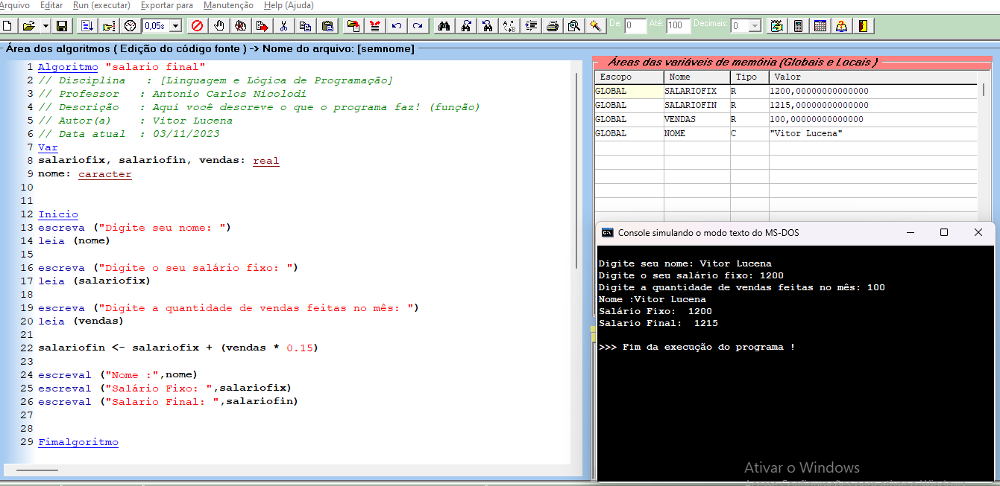 Arquivo Editar Run (executar) Exportar para Manutenção Help (Ajuda)
0,05s De: 0 Até: 100 Decimais: 0
Área dos algoritmos ( Edição do código fonte ) -> Nome do arquivo: [semnome]
1 Algoritmo "salario final"
2 // Disciplina   : [Linguagem e Lógica de Programação]
3 // Professor   : Antonio Carlos Nicolodi
4 // Descrição   : Aqui você descreve o que o programa faz! (função)
5 // Autor(a)    : Vitor Lucena
6 // Data atual  : 03/11/2023
7 Var
8 salariofix, salariofin, vendas: real
9 nome: caracter
10
11
12 Inicio
13 escreva ("Digite seu nome: ")
14 leia (nome)
15
16 escreva ("Digite o seu salário fixo: ")
17 leia (salariofix)
18
19 escreva ("Digite a quantidade de vendas feitas no mês: ")
20 leia (vendas)
21
22 salariofin <- salariofix + (vendas * 0.15)
23
24 escreval ("Nome :",nome)
25 escreval ("Salário Fixo: ",salariofix)
26 escreval ("Salario Final: ",salariofin)
27
28
29 Fimalgoritmo
Áreas das variáveis de memória (Globais e Locais )
Escopo Nome Tipo Valor
GLOBAL SALARIOFIX R 1200,00000000000000
GLOBAL SALARIOFIN R 1215,00000000000000
GLOBAL VENDAS R 100,00000000000000
GLOBAL NOME C "Vitor Lucena"
Console simulando o modo texto do MS-DOS
Digite seu nome: Vitor Lucena
Digite o seu salário fixo: 1200
Digite a quantidade de vendas feitas no mês: 100
Nome :Vitor Lucena
Salário Fixo:  1200
Salario Final:  1215
>>> Fim da execução do programa !
Ativar o Windows